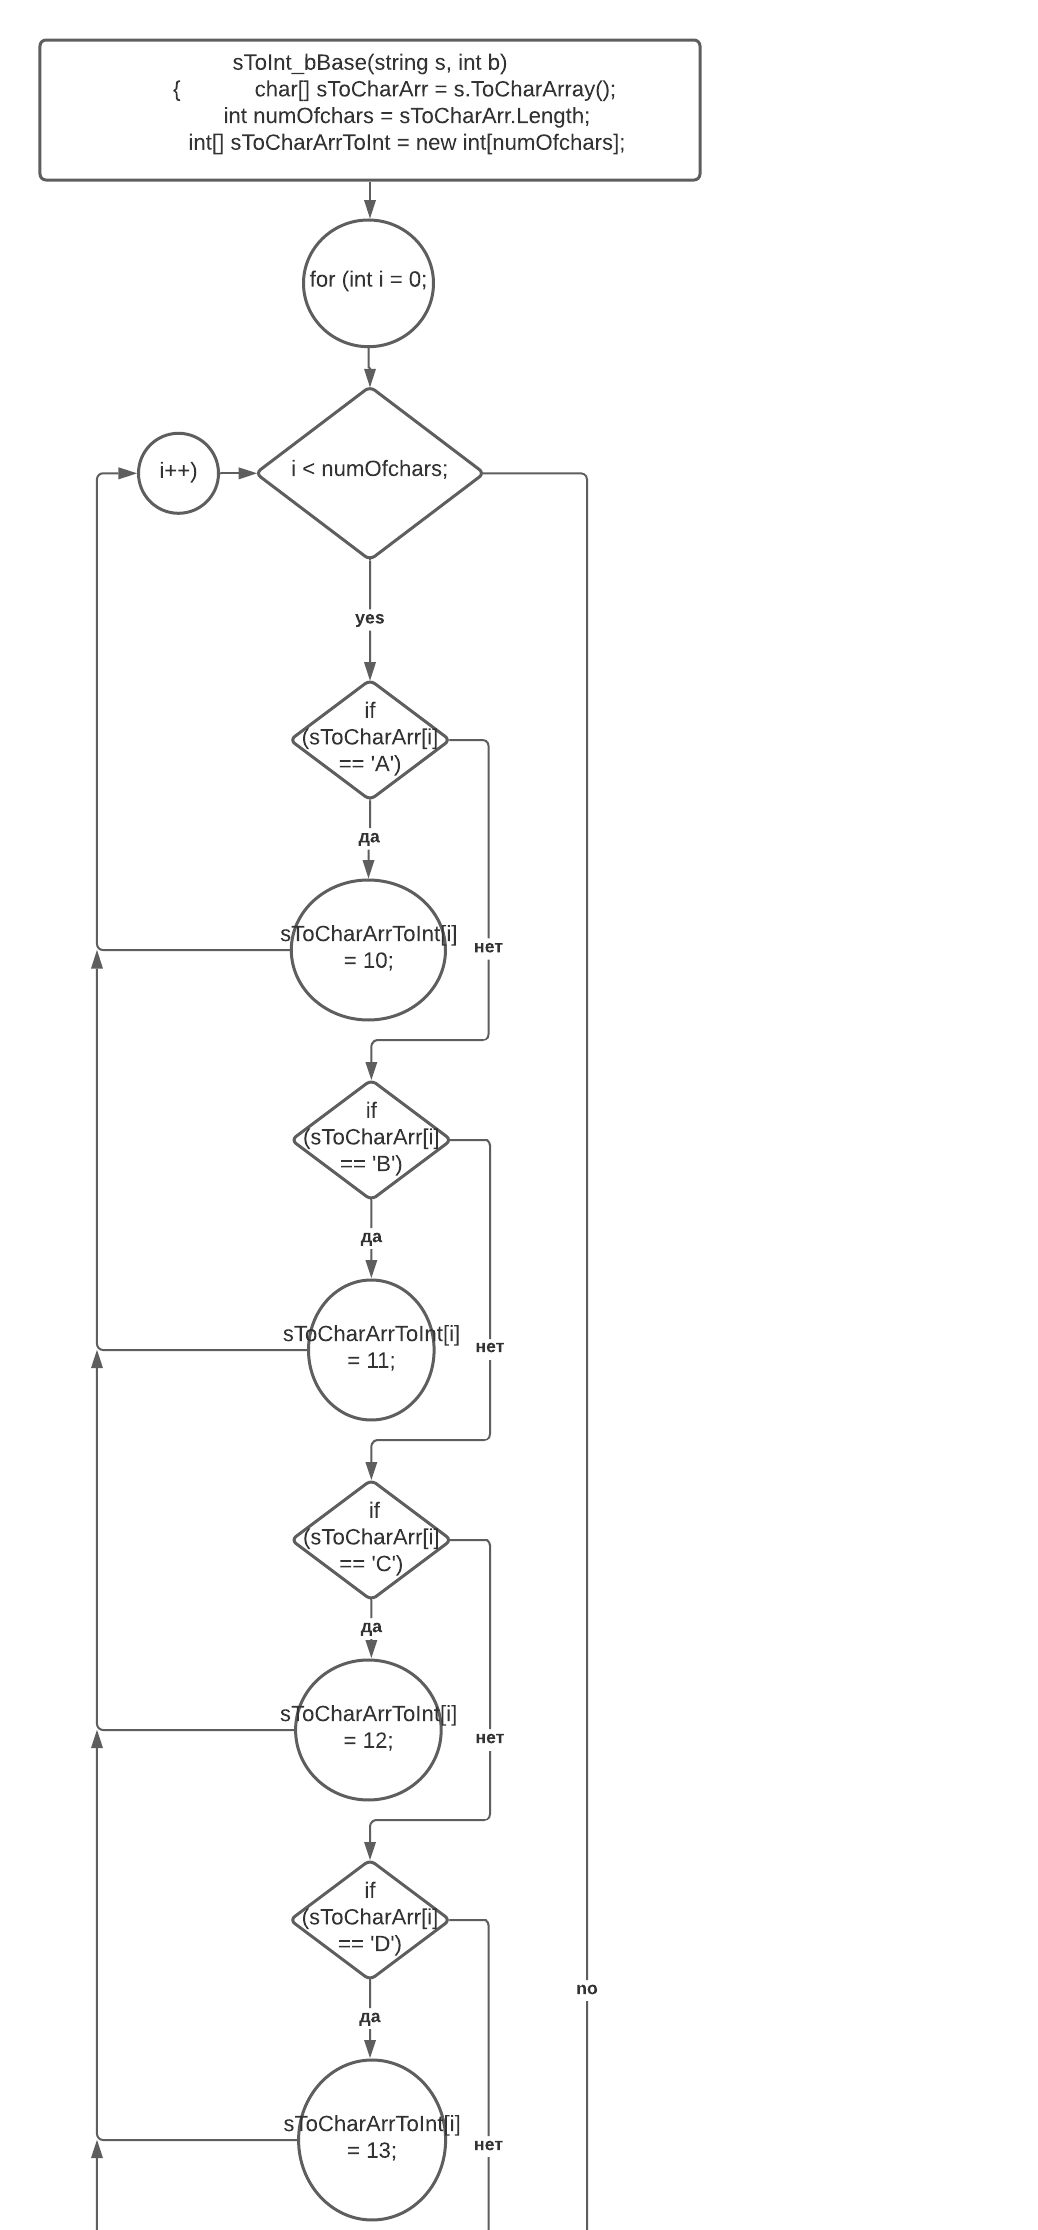 sToInt_bBase(string s, int b)
{ char[] sToCharArr = s.ToCharArray();
int numOfchars = sToCharArr.Length;
int[] sToCharArrToInt = new int[numOfchars];
for (int i = 0;
i++)
i < numOfchars;
yes
if
(sToCharArr[i]
== 'A')
да
sToCharArrToInt[i]
= 10;
нет
if
(sToCharArr[i]
== 'B')
да
sToCharArrToInt[i]
= 11;
нет
if
(sToCharArr[i]
== 'C')
да
sToCharArrToInt[i]
= 12;
нет
if
(sToCharArr[i]
== 'D')
no
да
sToCharArrToInt[i]
= 13;
нет